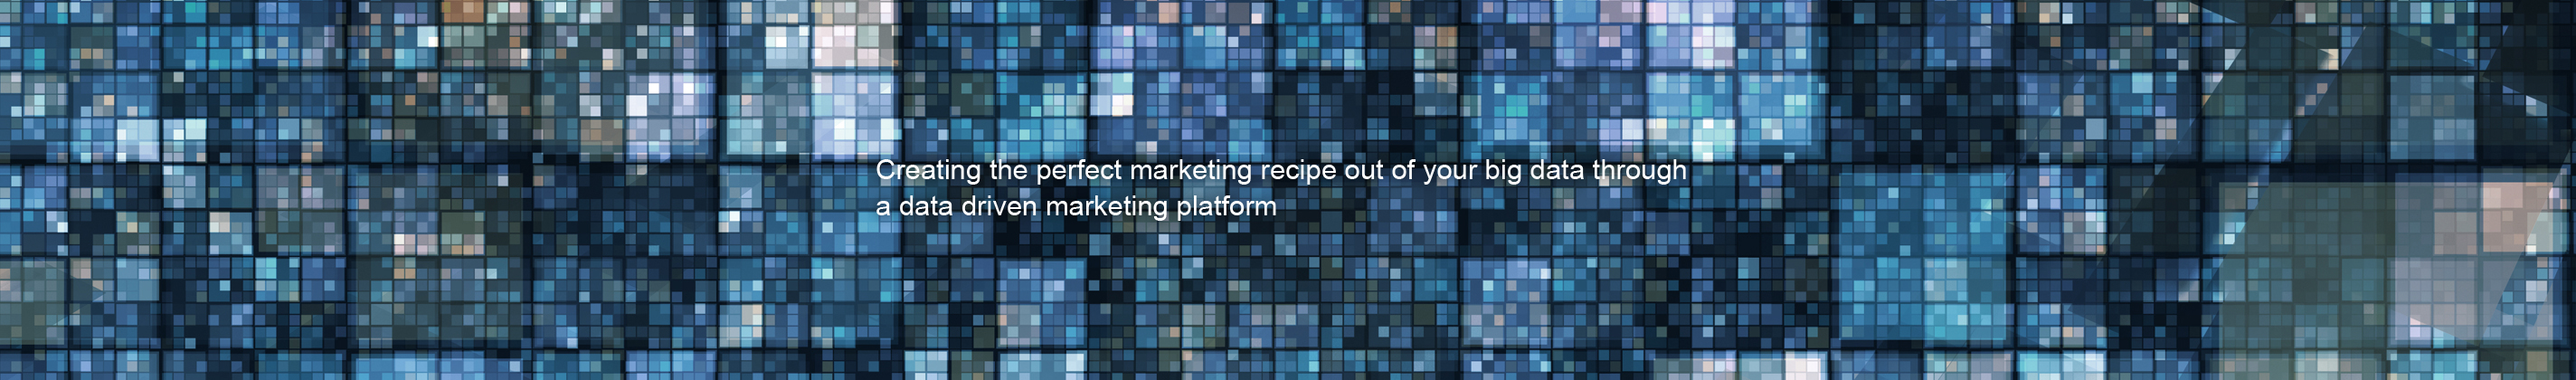 Creating the perfect marketing recipe out of your big data through
a data driven marketing platform